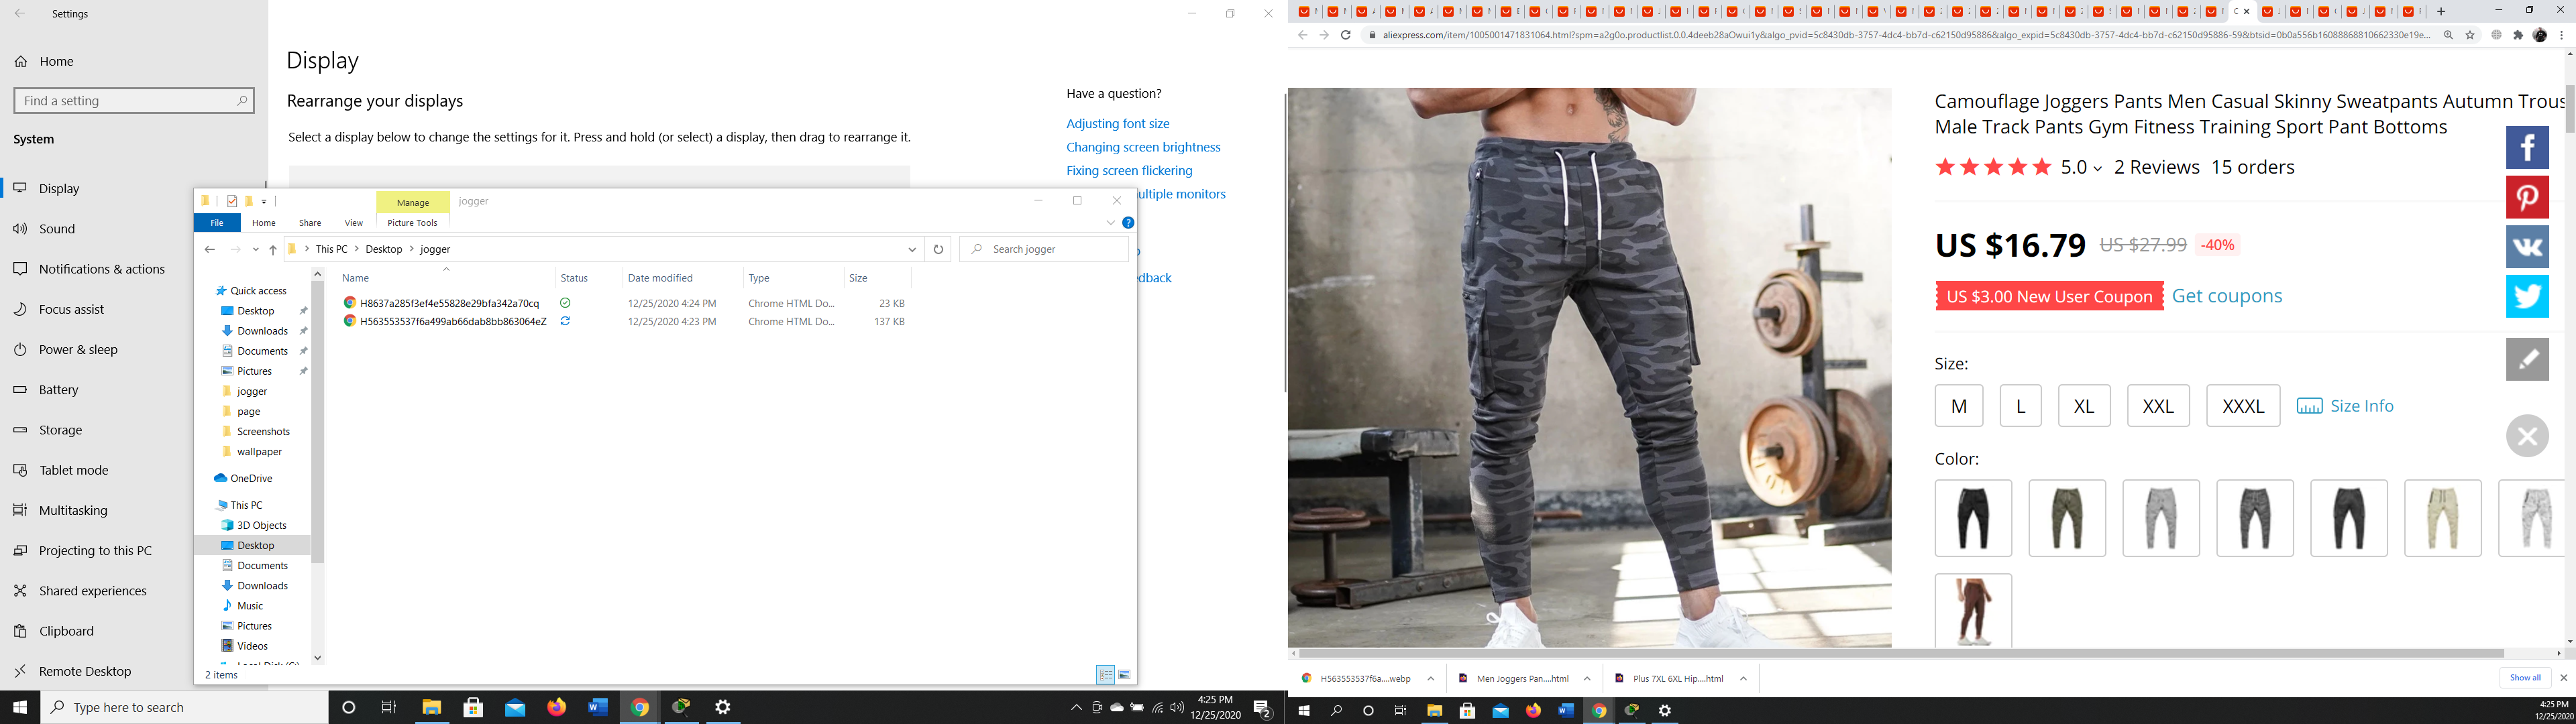 Settings
Home
Find a setting
System
Display
Sound
Notifications & actions
Focus assist
Power & sleep
Battery
Storage
Tablet mode
Multitasking
Projecting to this PC
Shared experiences
Clipboard
Remote Desktop
Display
Rearrange your displays
Select a display below to change the settings for it. Press and hold (or select) a display, then drag to rearrange it.
Have a question?
Adjusting font size
Changing screen brightness
Fixing screen flickering
ultiple monitors
edback
Manage
jogger
File
Home
Share
View
Picture Tools
This PC
Desktop
jogger
Search jogger
Name
Status
Date modified
Type
Size
H8637a285f3ef4e55828e29bfa342a70cq
12/25/2020 4:24 PM
Chrome HTML Do...
23 KB
H563553537f6a499ab66dab8bb863064eZ
12/25/2020 4:23 PM
Chrome HTML Do...
137 KB
Quick access
Desktop
Downloads
Documents
Pictures
jogger
page
Screenshots
wallpaper
OneDrive
This PC
3D Objects
Desktop
Documents
Downloads
Music
Pictures
Videos
2 items
Type here to search
4:25 PM
12/25/2020
2
aliexpress.com/item/1005001471831064.html?spm=a2g0o.productlist.0.0.4deeb28aOwui1y&algo_pvid=5c8430db-3757-4dc4-bb7d-c62150d95886&algo_expid=5c8430db-3757-4dc4-bb7d-c62150d95886-59&btsid=0b0a556b16088868810662330e19e...
Camouflage Joggers Pants Men Casual Skinny Sweatpants Autumn Trous
Male Track Pants Gym Fitness Training Sport Pant Bottoms
5.0
2 Reviews
15 orders
US $16.79
US $27.99
-40%
US $3.00 New User Coupon
Get coupons
Size:
M
L
XL
XXL
XXXL
Size Info
Color:
H563553537f6a....webp
Men Joggers Pan....html
Plus 7XL 6XL Hip....html
Show all
4:25 PM
12/25/2020